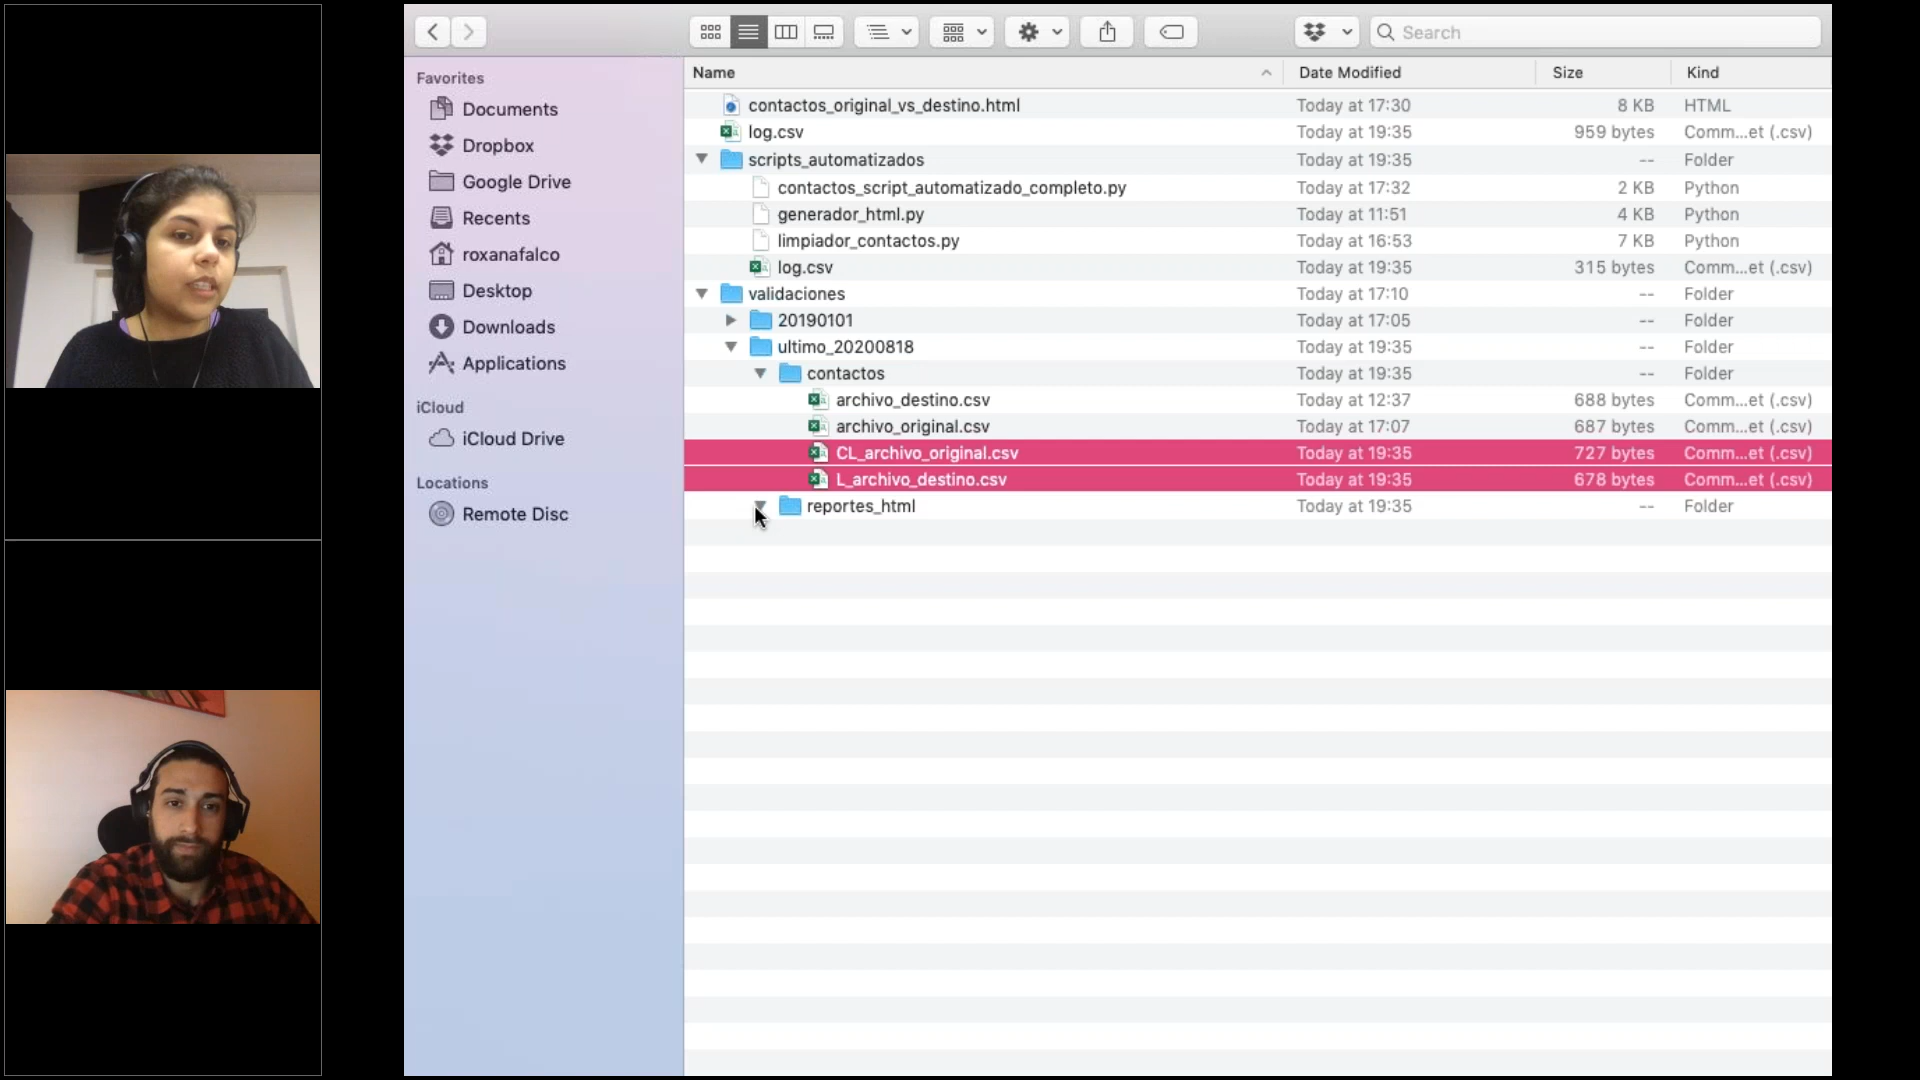 Search
Favorites
Documents
Dropbox
Google Drive
Recents
roxanafalco
Desktop
Downloads
Applications
iCloud
iCloud Drive
Locations
Remote Disc
Name Date Modified Size Kind
contactos_original_vs_destino.html Today at 17:30 8 KB HTML
log.csv Today at 19:35 959 bytes Comm...et (.csv)
scripts_automatizados Today at 19:35 -- Folder
contactos_script_automatizado_completo.py Today at 17:32 2 KB Python
generador_html.py Today at 11:51 4 KB Python
limpiador_contactos.py Today at 16:53 7 KB Python
log.csv Today at 19:35 315 bytes Comm...et (.csv)
validaciones Today at 17:10 -- Folder
20190101 Today at 17:05 -- Folder
ultimo_20200818 Today at 19:35 -- Folder
contactos Today at 19:35 -- Folder
archivo_destino.csv Today at 12:37 688 bytes Comm...et (.csv)
archivo_original.csv Today at 17:07 687 bytes Comm...et (.csv)
CL_archivo_original.csv Today at 19:35 727 bytes Comm...et (.csv)
L_archivo_destino.csv Today at 19:35 678 bytes Comm...et (.csv)
reportes_html Today at 19:35 -- Folder